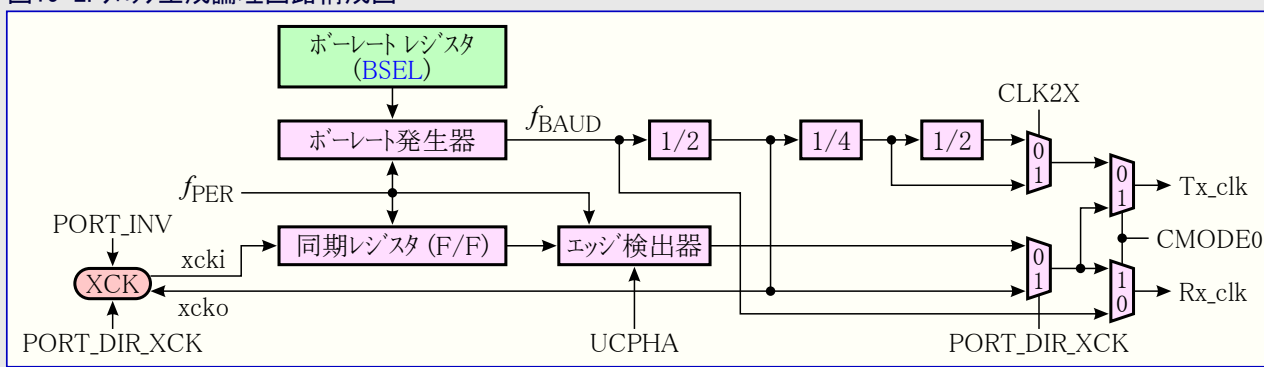 ボーレート レジスタ
(BSEL)
CLK2X
ボーレート発生器
fBAUD
1/2
1/4
1/2
0
1
0
1
Tx_clk
fPER
PORT_INV
同期レジスタ (F/F)
エッジ検出器
xcki
XCK
xcko
0
1
CMODE0
1
0
Rx_clk
PORT_DIR_XCK
UCPHA
PORT_DIR_XCK